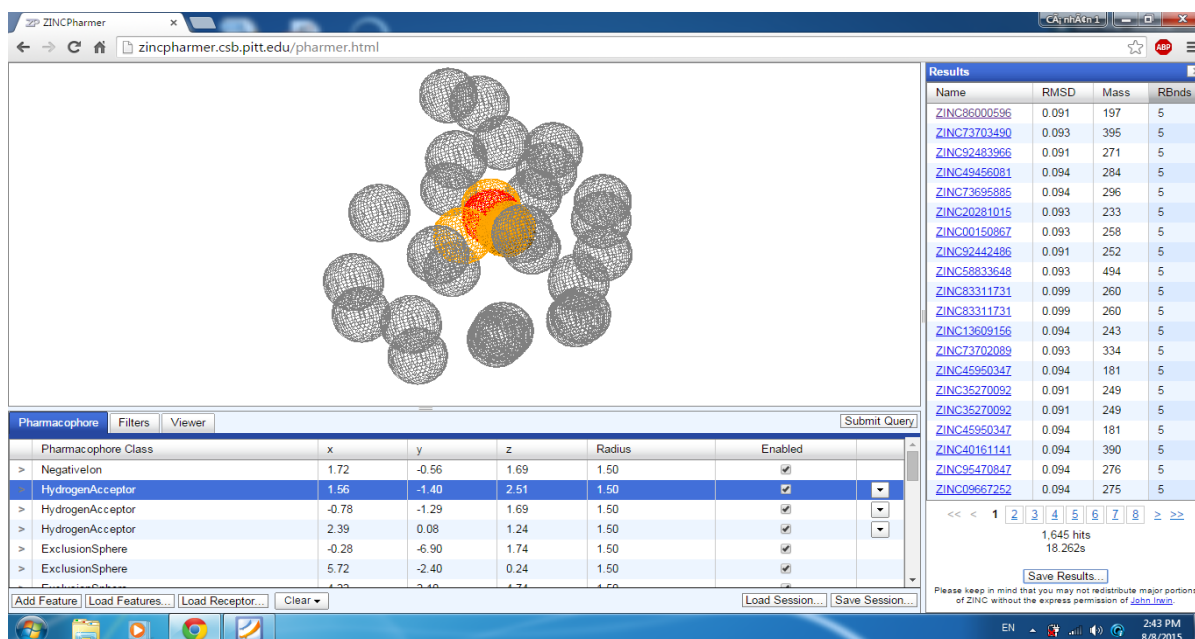 ZINCPharmer
CÃ¡ nhÃ¢n 1
zincpharmer.csb.pitt.edu/pharmer.html
ABP
Results
Name RMSD Mass RBnds
ZINC86000596 0.091 197 5
ZINC73703490 0.093 395 5
ZINC92483966 0.091 271 5
ZINC49456081 0.094 284 5
ZINC73695885 0.094 296 5
ZINC20281015 0.093 233 5
ZINC00150867 0.093 258 5
ZINC92442486 0.091 252 5
ZINC58833648 0.093 494 5
ZINC83311731 0.099 260 5
ZINC83311731 0.099 260 5
ZINC13609156 0.094 243 5
ZINC73702089 0.093 334 5
ZINC45950347 0.094 181 5
ZINC35270092 0.091 249 5
ZINC35270092 0.091 249 5
ZINC45950347 0.094 181 5
ZINC40161141 0.094 390 5
ZINC95470847 0.094 276 5
ZINC09667252 0.094 275 5
<< < 1 2 3 4 5 6 7 8 > >>
1,645 hits
18.262s
Save Results...
Please keep in mind that you may not redistribute major portions
of ZINC without the express permission of John Irwin.
Pharmacophore Filters Viewer Submit Query
Pharmacophore Class x y z Radius Enabled
> NegativeIon 1.72 -0.56 1.69 1.50
> HydrogenAcceptor 1.56 -1.40 2.51 1.50
> HydrogenAcceptor -0.78 -1.29 1.69 1.50
> HydrogenAcceptor 2.39 0.08 1.24 1.50
> ExclusionSphere -0.28 -6.90 1.74 1.50
> ExclusionSphere 5.72 -2.40 0.24 1.50
Add Feature Load Features... Load Receptor... Clear Load Session... Save Session...
EN 2:43 PM
8/8/2015